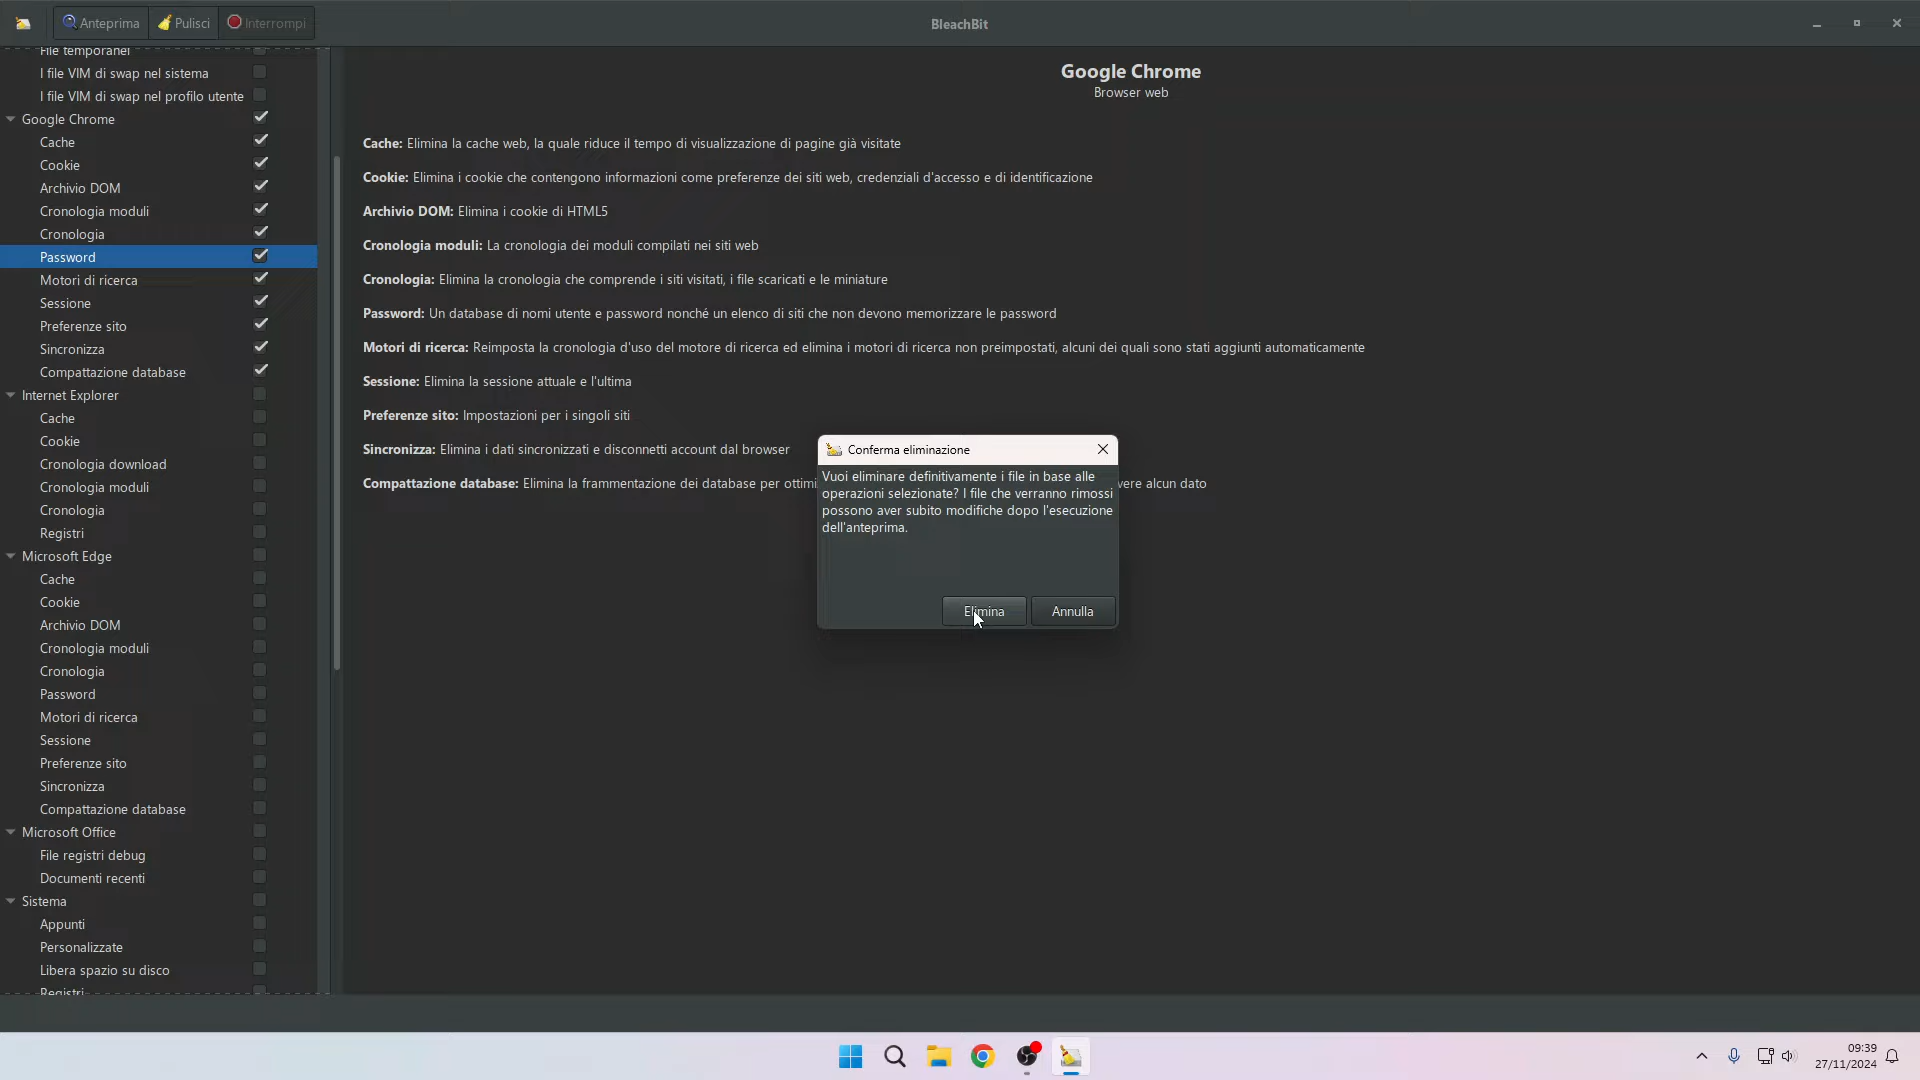 Anteprima
Pulisci
Interrompi
BleachBit
File temporanei
I file VIM di swap nel sistema
I file VIM di swap nel profilo utente
Google Chrome
Cache
Cookie
Archivio DOM
Cronologia moduli
Cronologia
Password
Motori di ricerca
Sessione
Preferenze sito
Sincronizza
Compattazione database
Internet Explorer
Cache
Cookie
Cronologia download
Cronologia moduli
Cronologia
Registri
Microsoft Edge
Cache
Cookie
Archivio DOM
Cronologia moduli
Cronologia
Password
Motori di ricerca
Sessione
Preferenze sito
Sincronizza
Compattazione database
Microsoft Office
File registri debug
Documenti recenti
Sistema
Appunti
Personalizzate
Libera spazio su disco
Registri
Google Chrome
Browser web
Cache: Elimina la cache web, la quale riduce il tempo di visualizzazione di pagine già visitate
Cookie: Elimina i cookie che contengono informazioni come preferenze dei siti web, credenziali d'accesso e di identificazione
Archivio DOM: Elimina i cookie di HTML5
Cronologia moduli: La cronologia dei moduli compilati nei siti web
Cronologia: Elimina la cronologia che comprende i siti visitati, i file scaricati e le miniature
Password: Un database di nomi utente e password nonché un elenco di siti che non devono memorizzare le password
Motori di ricerca: Reimposta la cronologia d'uso del motore di ricerca ed elimina i motori di ricerca non preimpostati, alcuni dei quali sono stati aggiunti automaticamente
Sessione: Elimina la sessione attuale e l'ultima
Preferenze sito: Impostazioni per i singoli siti
Sincronizza: Elimina i dati sincronizzati e disconnetti account dal browser
Compattazione database: Elimina la frammentazione dei database per ottimi
vere alcun dato
Conferma eliminazione
Vuoi eliminare definitivamente i file in base alle
operazioni selezionate? I file che verranno rimossi
possono aver subito modifiche dopo l'esecuzione
dell'anteprima.
Elimina
Annulla
09:39
27/11/2024